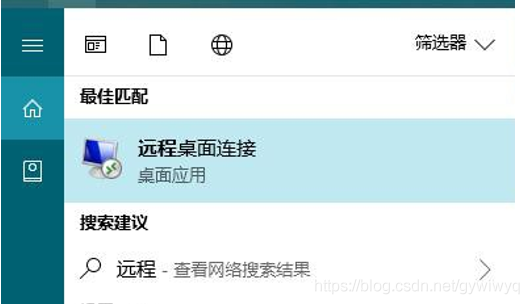 筛选器
最佳匹配
远程桌面连接
桌面应用
搜索建议
远程 - 查看网络搜索结果
https://blog.csdn.net/gywiwyq